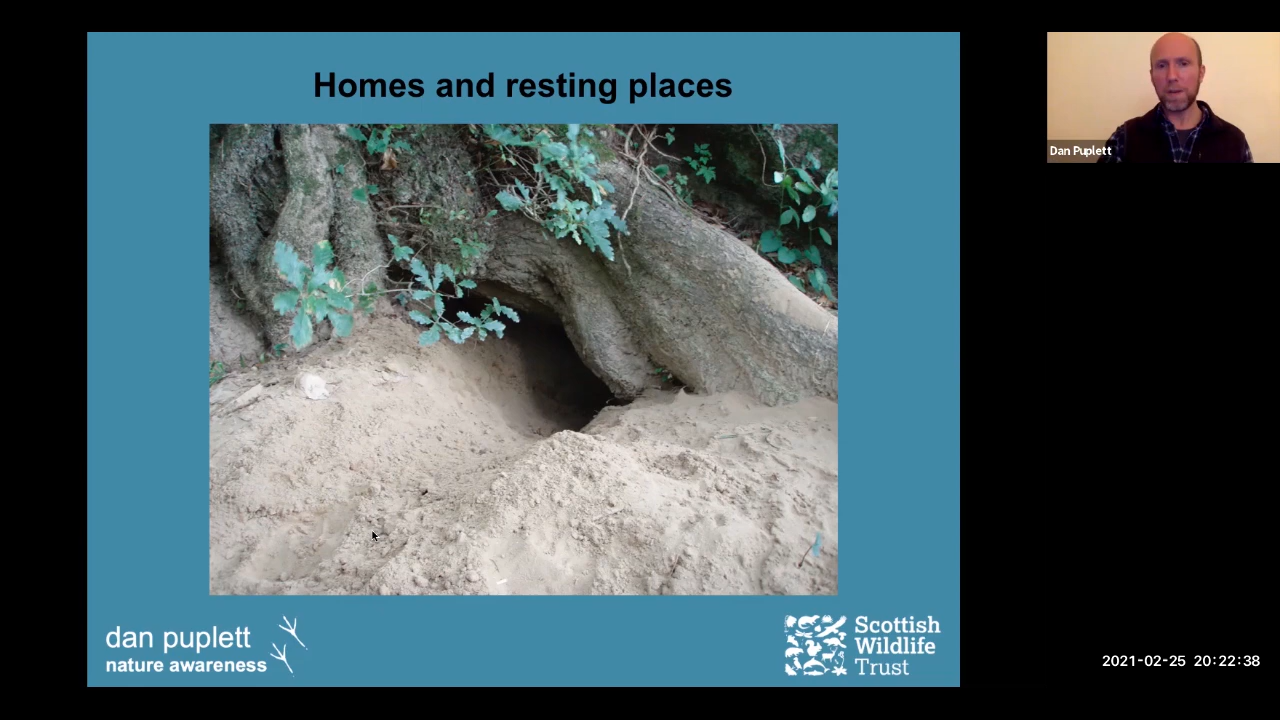 Homes and resting places
Dan Puplett
dan puplett
nature awareness
Scottish
Wildlife
Trust
2021-02-25 20:22:38